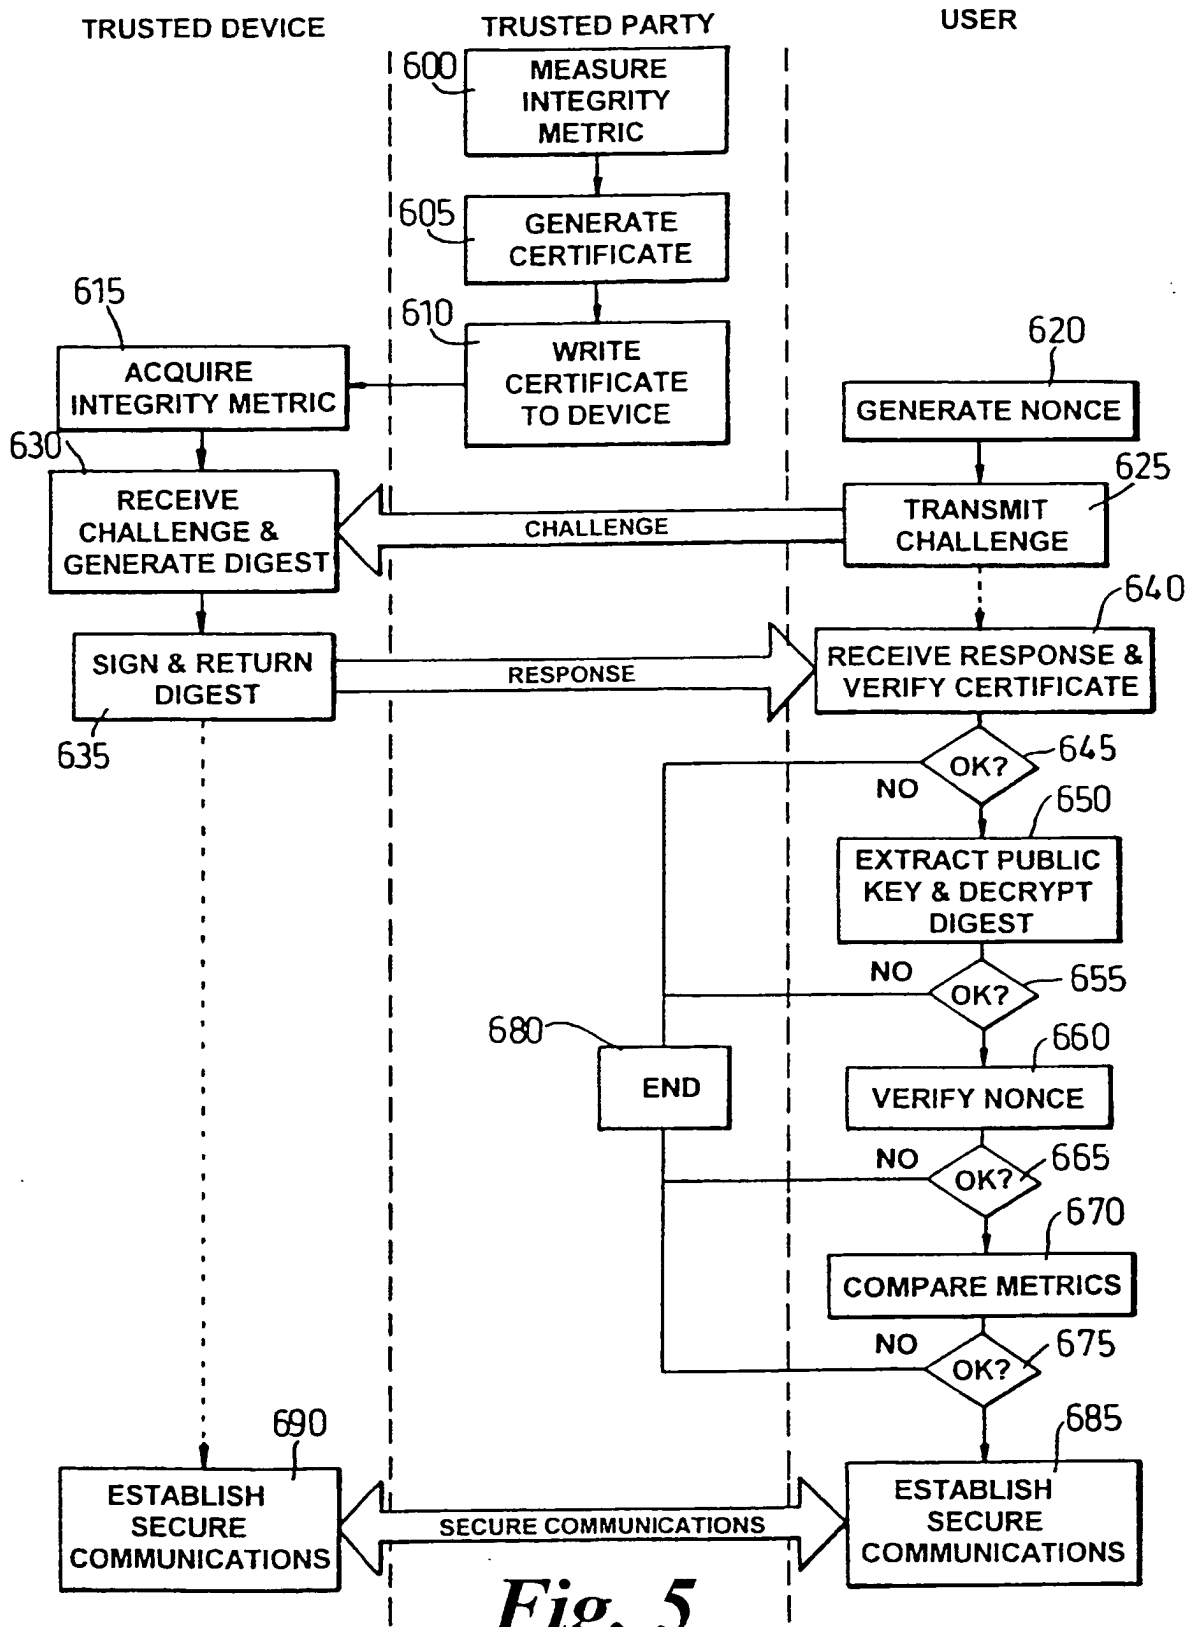 TRUSTED DEVICE
TRUSTED PARTY
USER
600
MEASURE
INTEGRITY
METRIC
605
GENERATE
CERTIFICATE
610
WRITE
CERTIFICATE
TO DEVICE
615
ACQUIRE
INTEGRITY METRIC
620
GENERATE NONCE
625
TRANSMIT
CHALLENGE
CHALLENGE
630
RECEIVE
CHALLENGE &
GENERATE DIGEST
SIGN & RETURN
DIGEST
635
RESPONSE
640
RECEIVE RESPONSE &
VERIFY CERTIFICATE
OK?
645
NO
650
EXTRACT PUBLIC
KEY & DECRYPT
DIGEST
NO
OK?
655
680
END
660
VERIFY NONCE
NO
OK?
665
670
COMPARE METRICS
NO
OK?
675
690
ESTABLISH
SECURE
COMMUNICATIONS
SECURE COMMUNICATIONS
685
ESTABLISH
SECURE
COMMUNICATIONS
Fig. 5